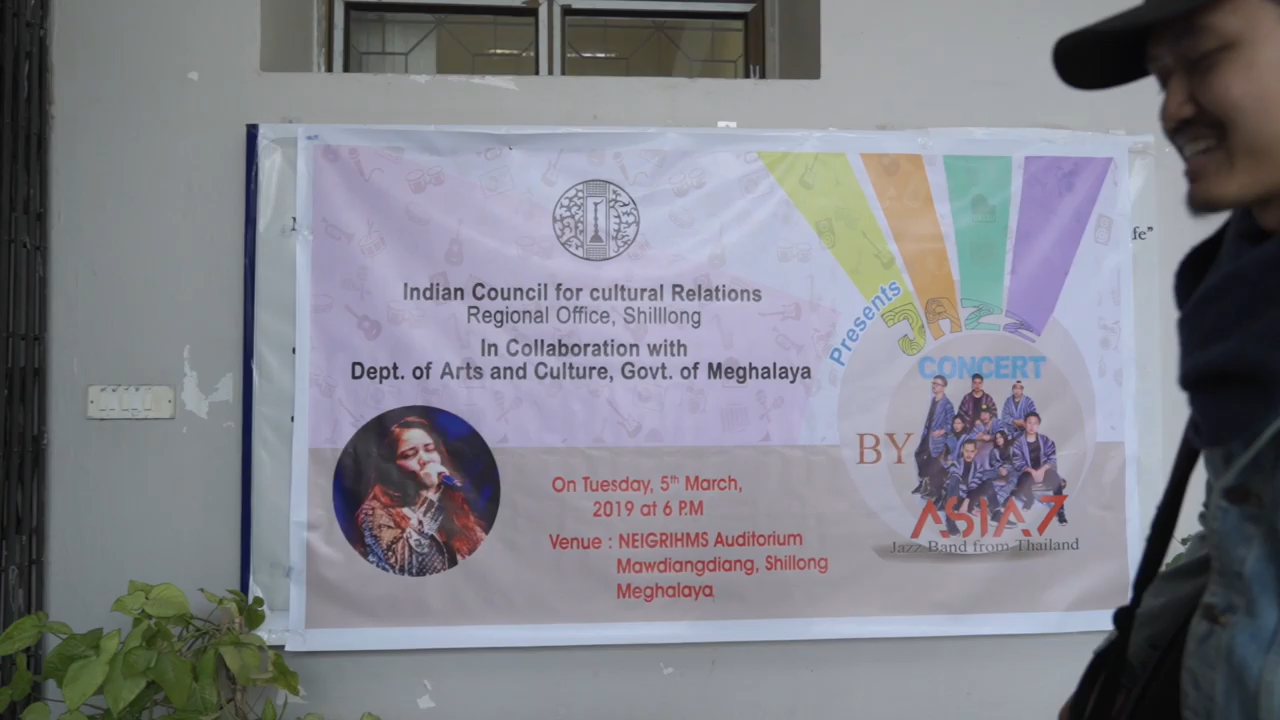 Indian Council for cultural Relations
Regional Office, Shilllong
In Collaboration with
Dept. of Arts and Culture, Govt. of Meghalaya
On Tuesday, 5th March,
2019 at 6 P.M
Venue : NEIGRIHMS Auditorium
Mawdiangdiang, Shillong
Meghalaya
Presents
JAZZ
CONCERT
BY
ASIA7
Jazz Band from Thailand